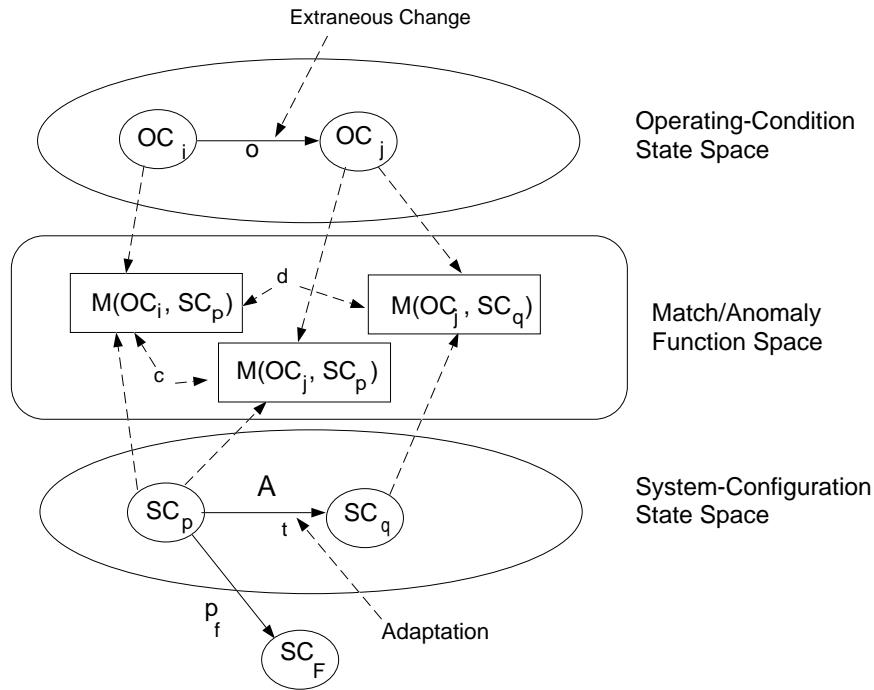 Extraneous Change
OC i
o
OC j
Operating-Condition
State Space
M(OC i, SC p)
d
M(OC j, SC q)
c
M(OC j, SC p)
Match/Anomaly
Function Space
SC p
A
t
SC q
System-Configuration
State Space
p f
SC F
Adaptation